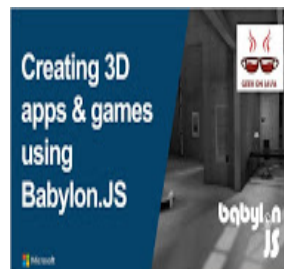 Creating 3D
apps & games
using
Babylon.JS
GEEK ON JAVA
babylon
JS
Microsoft